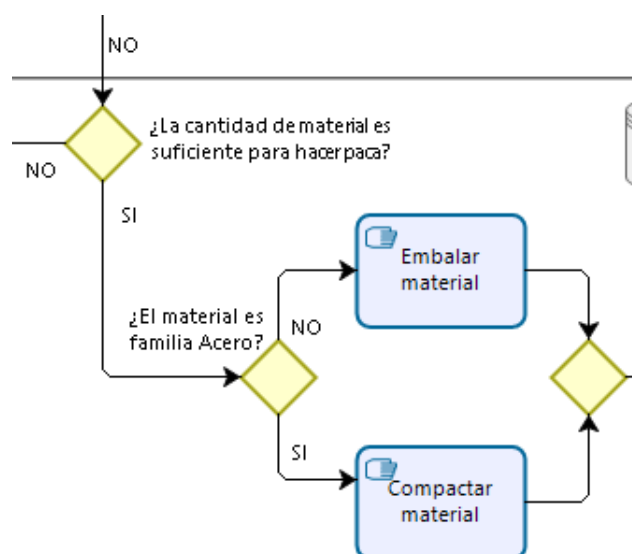 NO
¿La cantidad de material es
suficiente para hacer paca?
NO
SI
Embalar
material
¿El material es
familia Acero?
NO
SI
Compactar
material